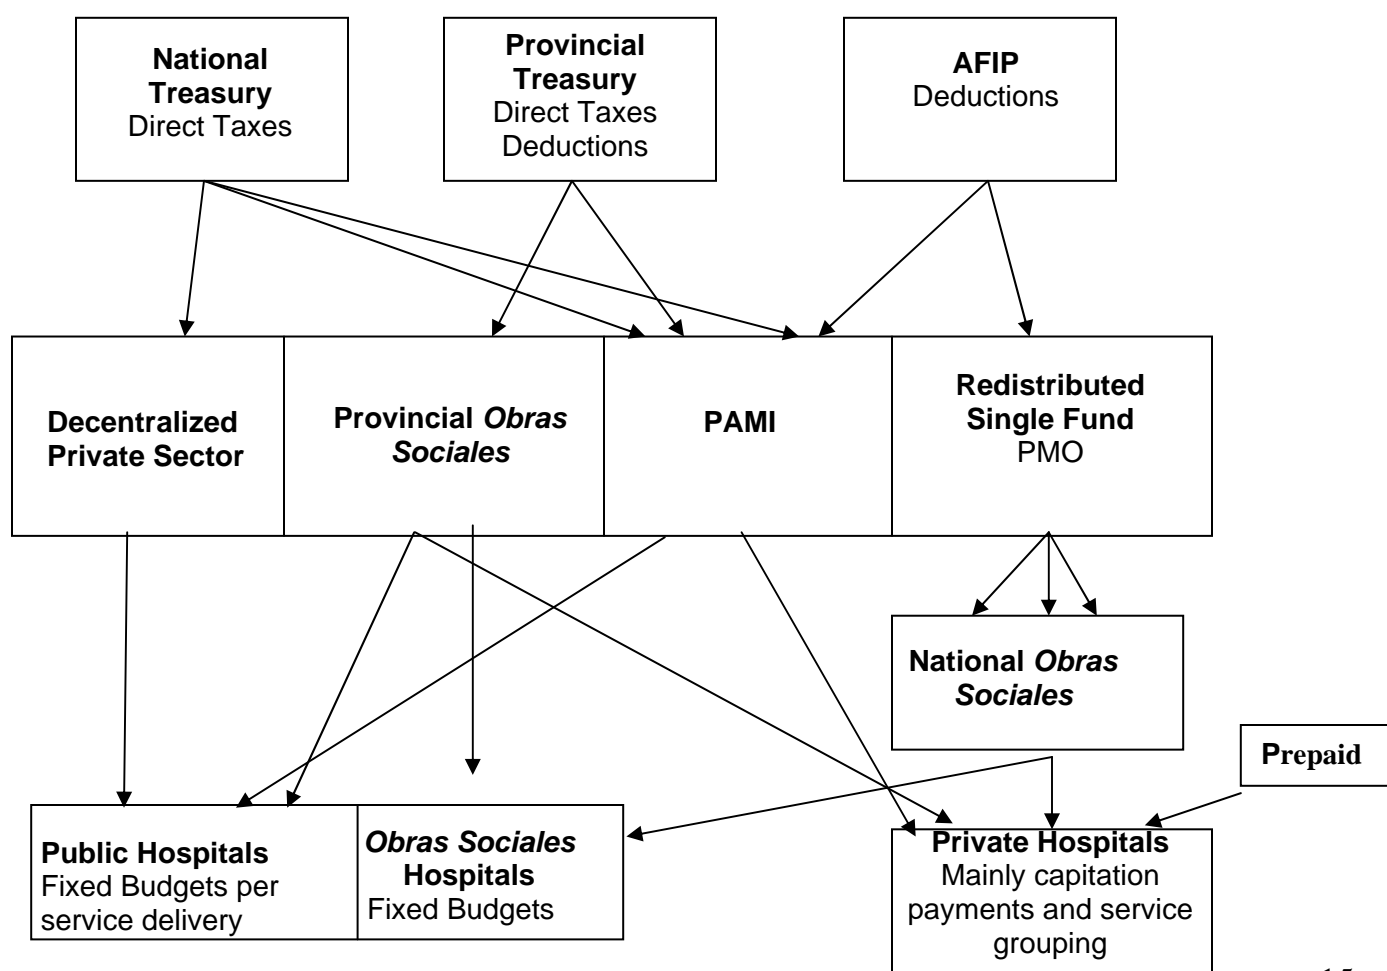 National
Treasury
Direct Taxes
Provincial
Treasury
Direct Taxes
Deductions
AFIP
Deductions
Decentralized
Private Sector
Provincial Obras
Sociales
PAMI
Redistributed
Single Fund
PMO
National Obras
Sociales
Prepaid
Public Hospitals
Fixed Budgets per
service delivery
Obras Sociales
Hospitals
Fixed Budgets
Private Hospitals
Mainly capitation
payments and service
grouping